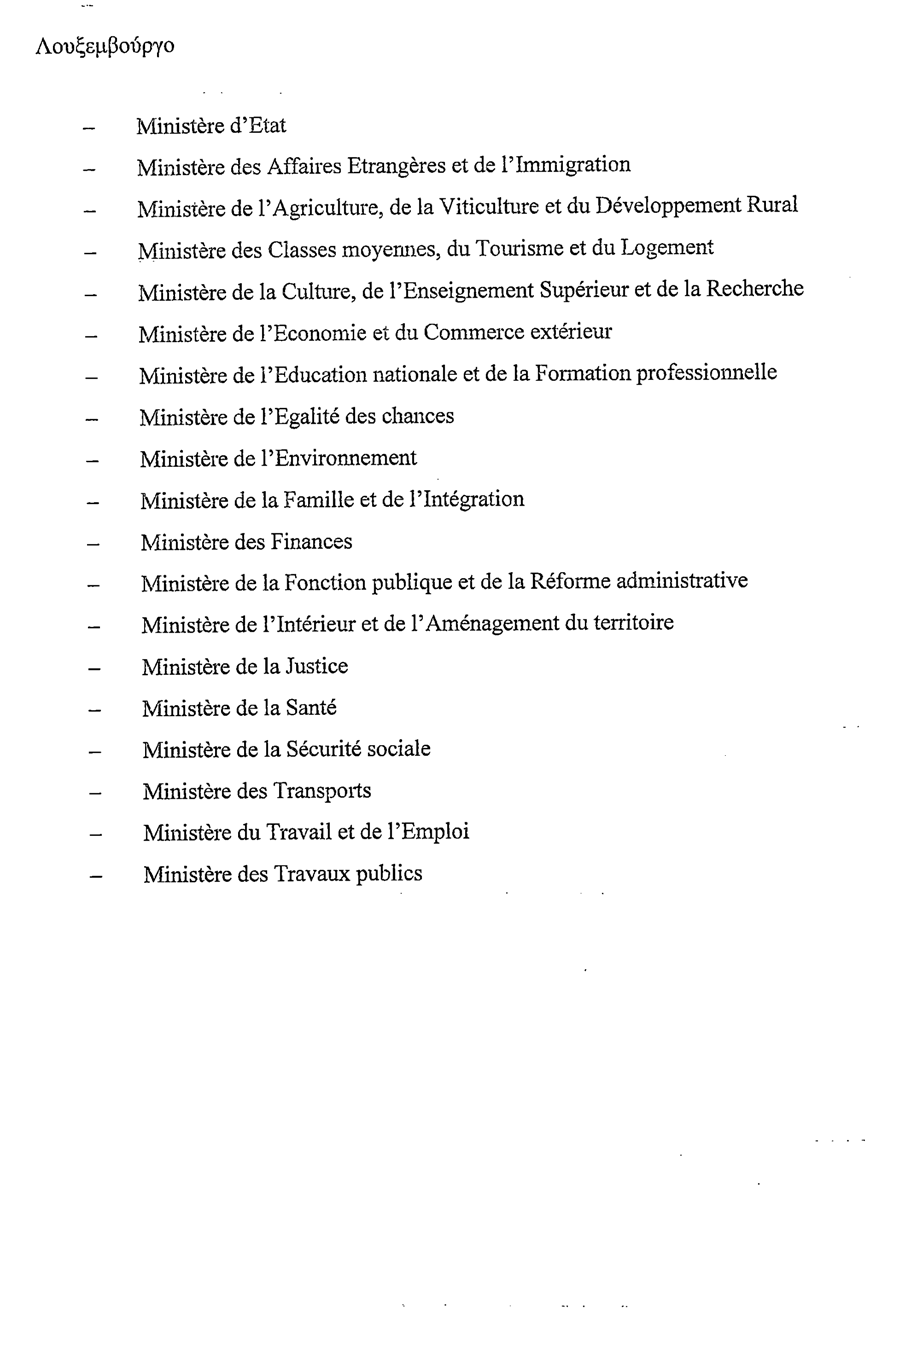 Λουξεμβούργο
– Ministère d’Etat
– Ministère des Affaires Etrangères et de l’Immigration
– Ministère de l’Agriculture, de la Viticulture et du Développement Rural
– Ministère des Classes moyennes, du Tourisme et du Logement
– Ministère de la Culture, de l’Enseignement Supérieur et de la Recherche
– Ministère de l’Economie et du Commerce extérieur
– Ministère de l’Education nationale et de la Formation professionnelle
– Ministère de l’Egalité des chances
– Ministère de l’Environnement
– Ministère de la Famille et de l’Intégration
– Ministère des Finances
– Ministère de la Fonction publique et de la Réforme administrative
– Ministère de l’Intérieur et de l’Aménagement du territoire
– Ministère de la Justice
– Ministère de la Santé
– Ministère de la Sécurité sociale
– Ministère des Transports
– Ministère du Travail et de l’Emploi
– Ministère des Travaux publics